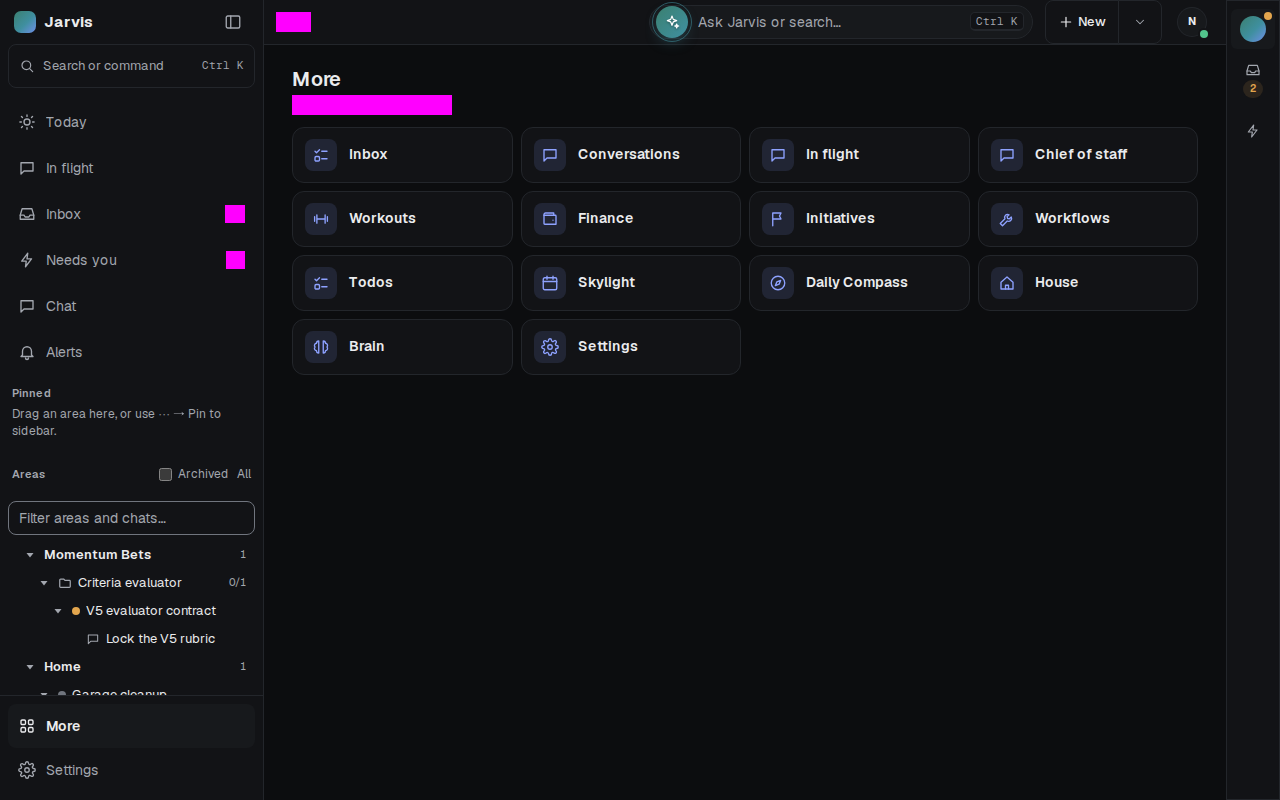 Jarvis
Search or command Ctrl K
Today
In flight
Inbox
Needs you
Chat
Alerts
Pinned
Drag an area here, or use ··· → Pin to
sidebar.
Areas Archived All
Filter areas and chats…
Momentum Bets 1
Criteria evaluator 0/1
V5 evaluator contract
Lock the V5 rubric
Home 1
Garage cleanup
More
Settings
Ask Jarvis or search… Ctrl K
New
N
More
Inbox Conversations In flight Chief of staff
Workouts Finance Initiatives Workflows
Todos Skylight Daily Compass House
Brain Settings
2